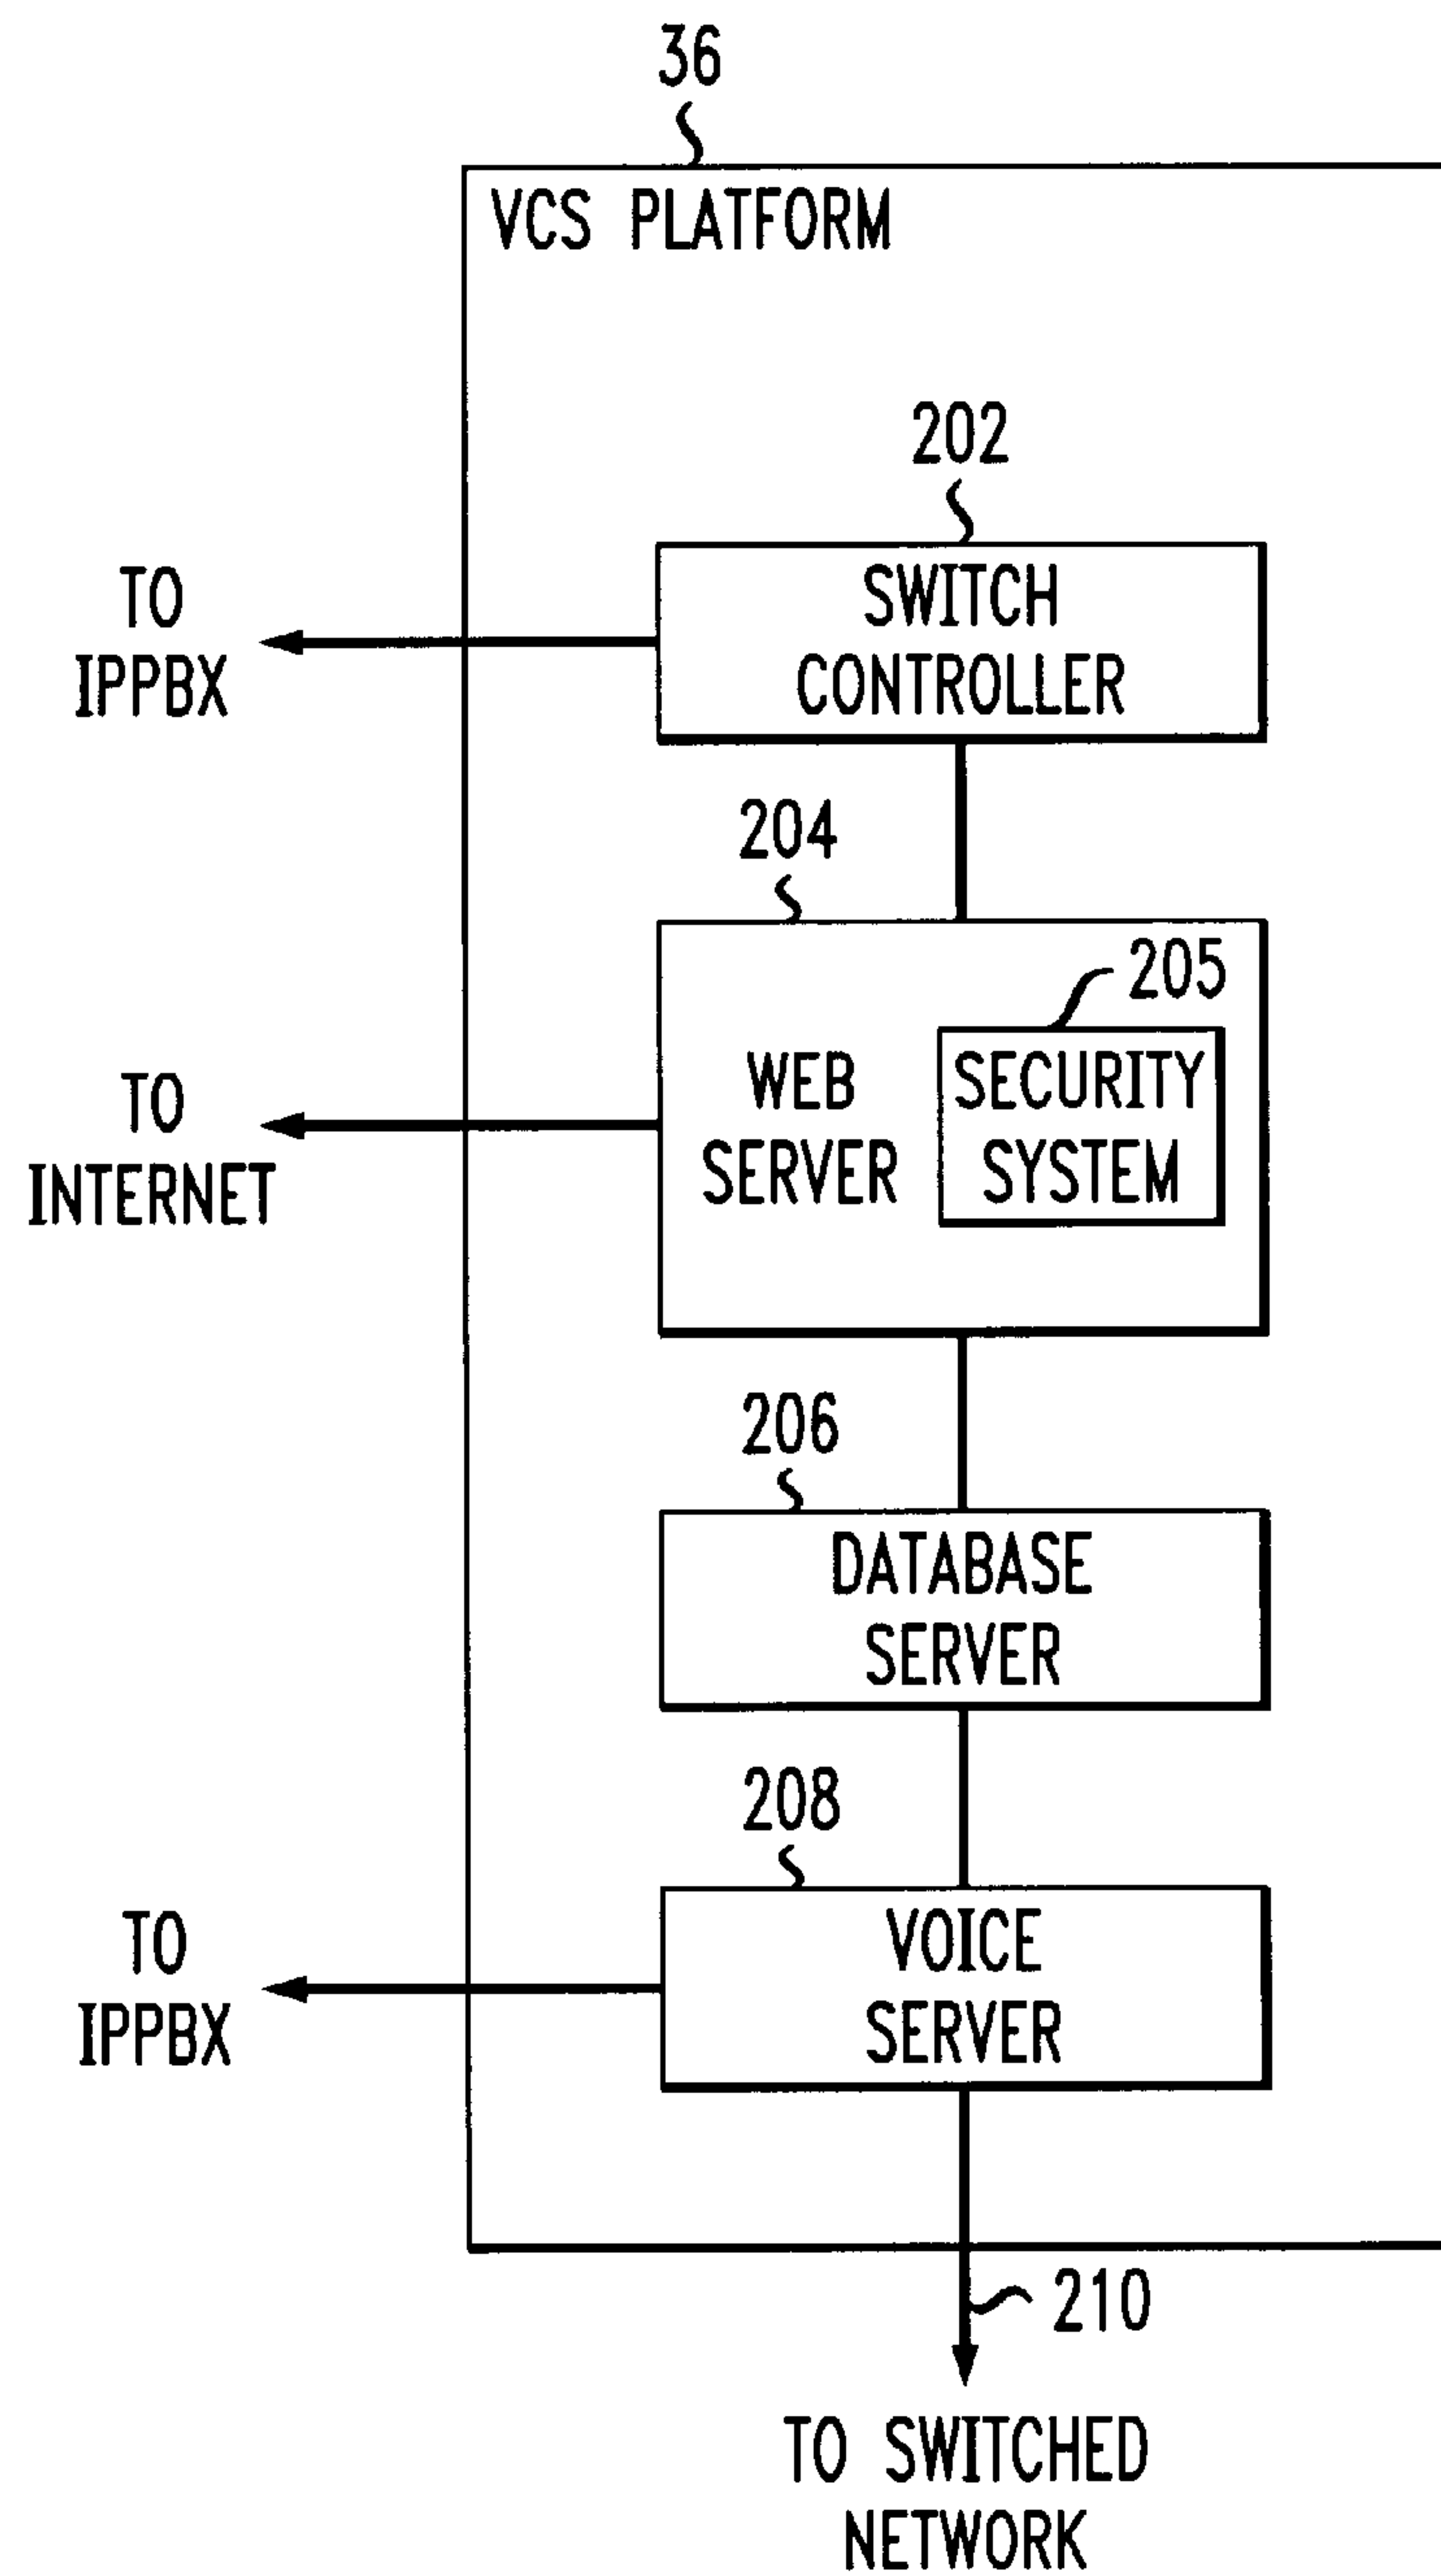 36
VCS PLATFORM
202
TO
IPPBX
SWITCH
CONTROLLER
204
205
TO
INTERNET
WEB
SERVER
SECURITY
SYSTEM
206
DATABASE
SERVER
208
TO
IPPBX
VOICE
SERVER
210
TO SWITCHED
NETWORK